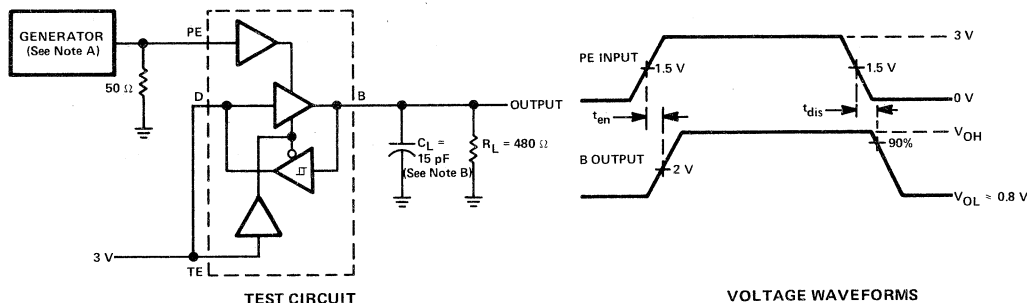 GENERATOR
(See Note A)
PE
50 Ω
D
B
OUTPUT
C_L =
15 pF
(See Note B)
R_L = 480 Ω
3 V
TE
TEST CIRCUIT
PE INPUT
3 V
1.5 V
1.5 V
0 V
t_en
t_dis
V_OH
90%
B OUTPUT
2 V
V_OL ≈ 0.8 V
VOLTAGE WAVEFORMS